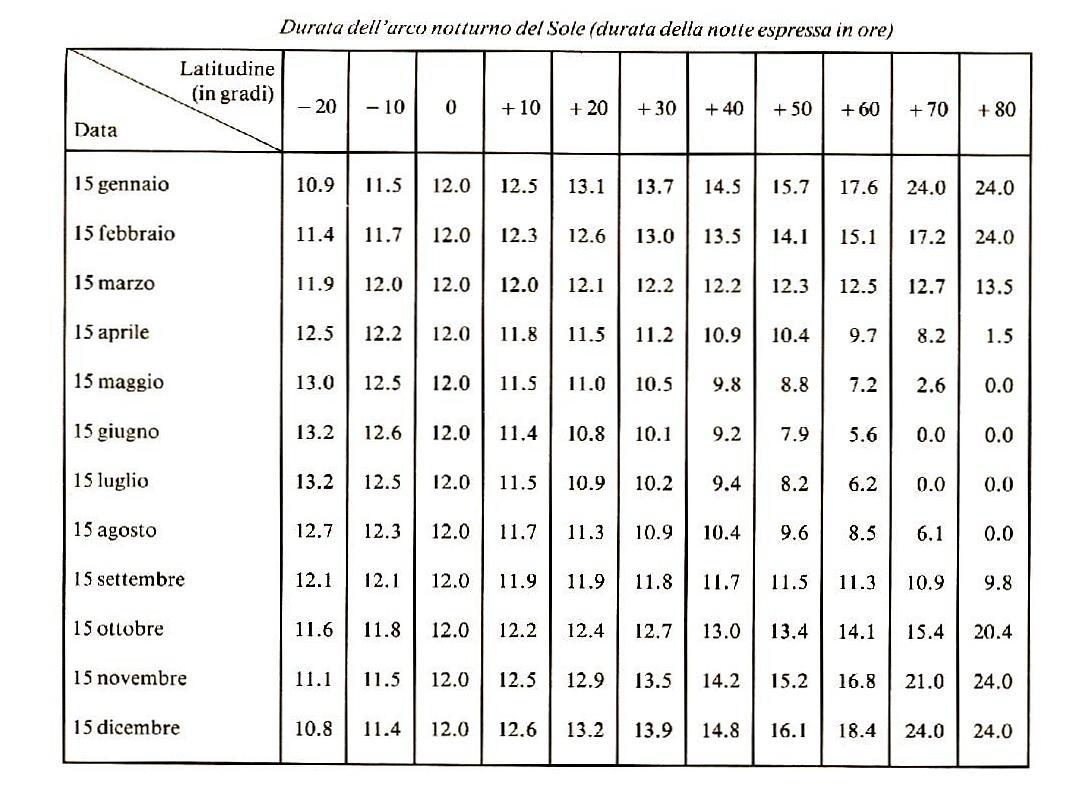 Durata dell'arco notturno del Sole (durata della notte espressa in ore)
Latitudine
(in gradi)
Data
− 20 − 10 0 + 10 + 20 + 30 + 40 + 50 + 60 + 70 + 80
15 gennaio 10.9 11.5 12.0 12.5 13.1 13.7 14.5 15.7 17.6 24.0 24.0
15 febbraio 11.4 11.7 12.0 12.3 12.6 13.0 13.5 14.1 15.1 17.2 24.0
15 marzo 11.9 12.0 12.0 12.0 12.1 12.2 12.2 12.3 12.5 12.7 13.5
15 aprile 12.5 12.2 12.0 11.8 11.5 11.2 10.9 10.4 9.7 8.2 1.5
15 maggio 13.0 12.5 12.0 11.5 11.0 10.5 9.8 8.8 7.2 2.6 0.0
15 giugno 13.2 12.6 12.0 11.4 10.8 10.1 9.2 7.9 5.6 0.0 0.0
15 luglio 13.2 12.5 12.0 11.5 10.9 10.2 9.4 8.2 6.2 0.0 0.0
15 agosto 12.7 12.3 12.0 11.7 11.3 10.9 10.4 9.6 8.5 6.1 0.0
15 settembre 12.1 12.1 12.0 11.9 11.9 11.8 11.7 11.5 11.3 10.9 9.8
15 ottobre 11.6 11.8 12.0 12.2 12.4 12.7 13.0 13.4 14.1 15.4 20.4
15 novembre 11.1 11.5 12.0 12.5 12.9 13.5 14.2 15.2 16.8 21.0 24.0
15 dicembre 10.8 11.4 12.0 12.6 13.2 13.9 14.8 16.1 18.4 24.0 24.0